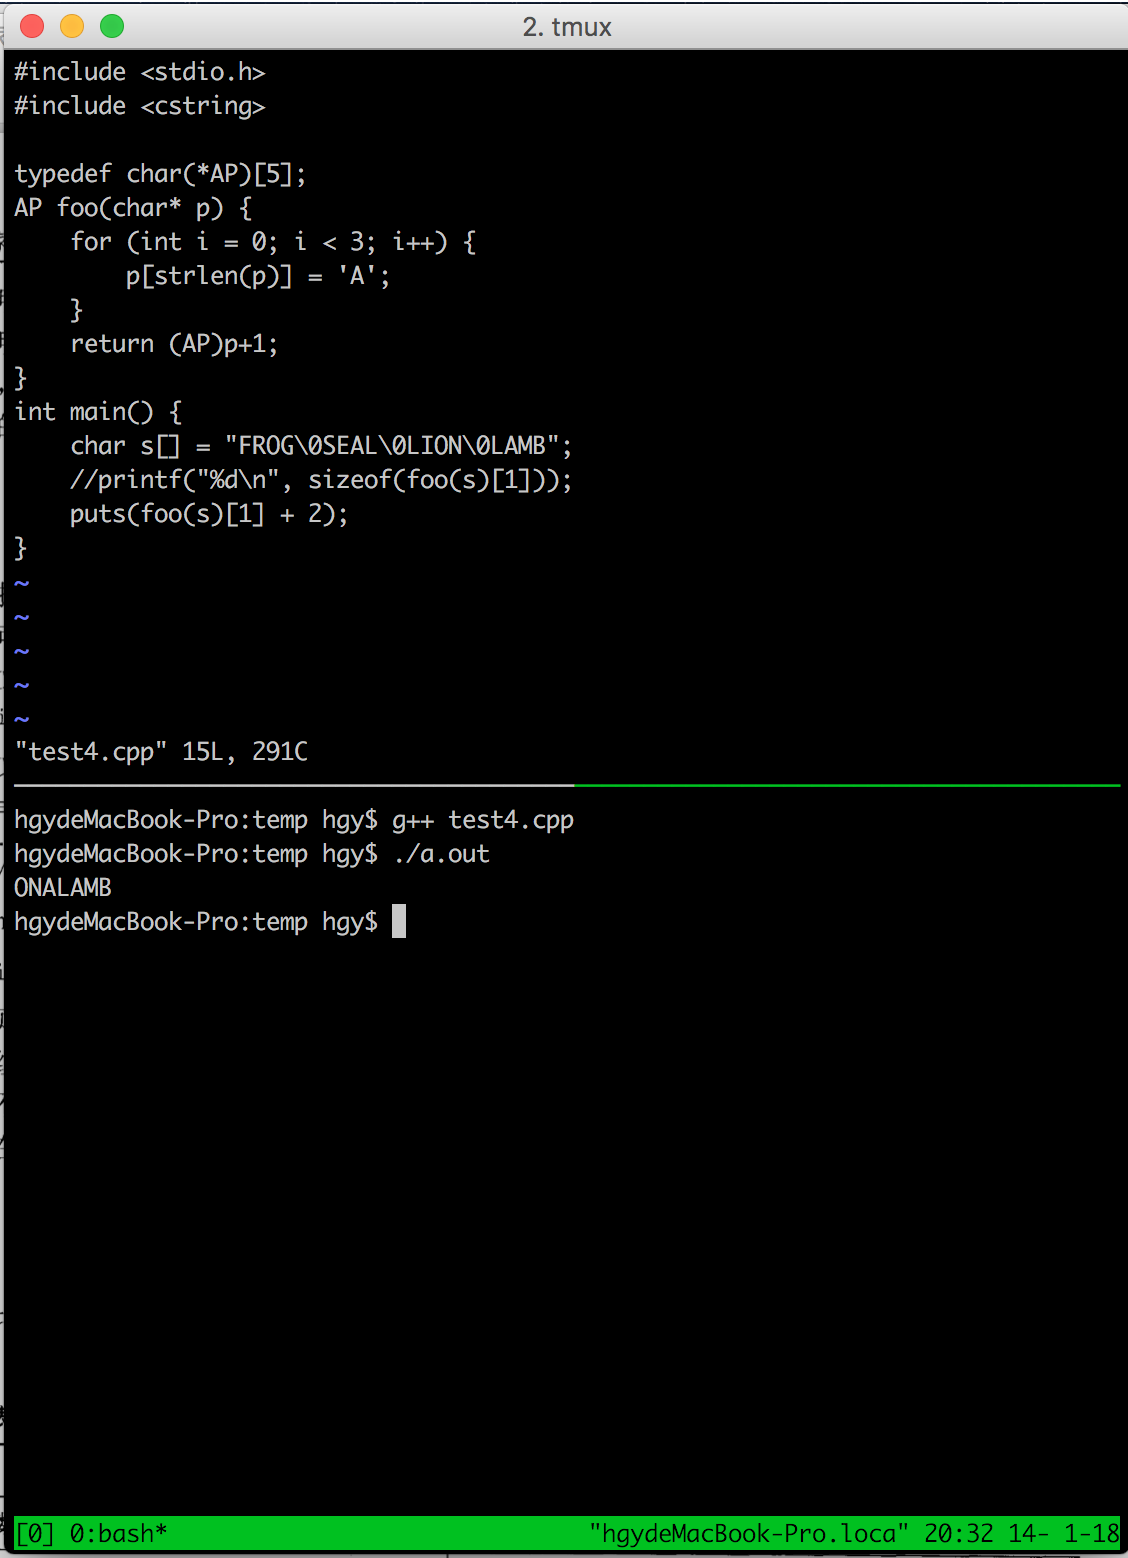 2. tmux
#include <stdio.h>
#include <cstring>
typedef char(*AP)[5];
AP foo(char* p) {
    for (int i = 0; i < 3; i++) {
        p[strlen(p)] = 'A';
    }
    return (AP)p+1;
}
int main() {
    char s[] = "FROG\0SEAL\0LION\0LAMB";
    //printf("%d\n", sizeof(foo(s)[1]));
    puts(foo(s)[1] + 2);
}
~
~
~
~
~
"test4.cpp" 15L, 291C
hgydeMacBook-Pro:temp hgy$ g++ test4.cpp
hgydeMacBook-Pro:temp hgy$ ./a.out
ONALAMB
hgydeMacBook-Pro:temp hgy$
[0] 0:bash* "hgydeMacBook-Pro.loca" 20:32 14- 1-18